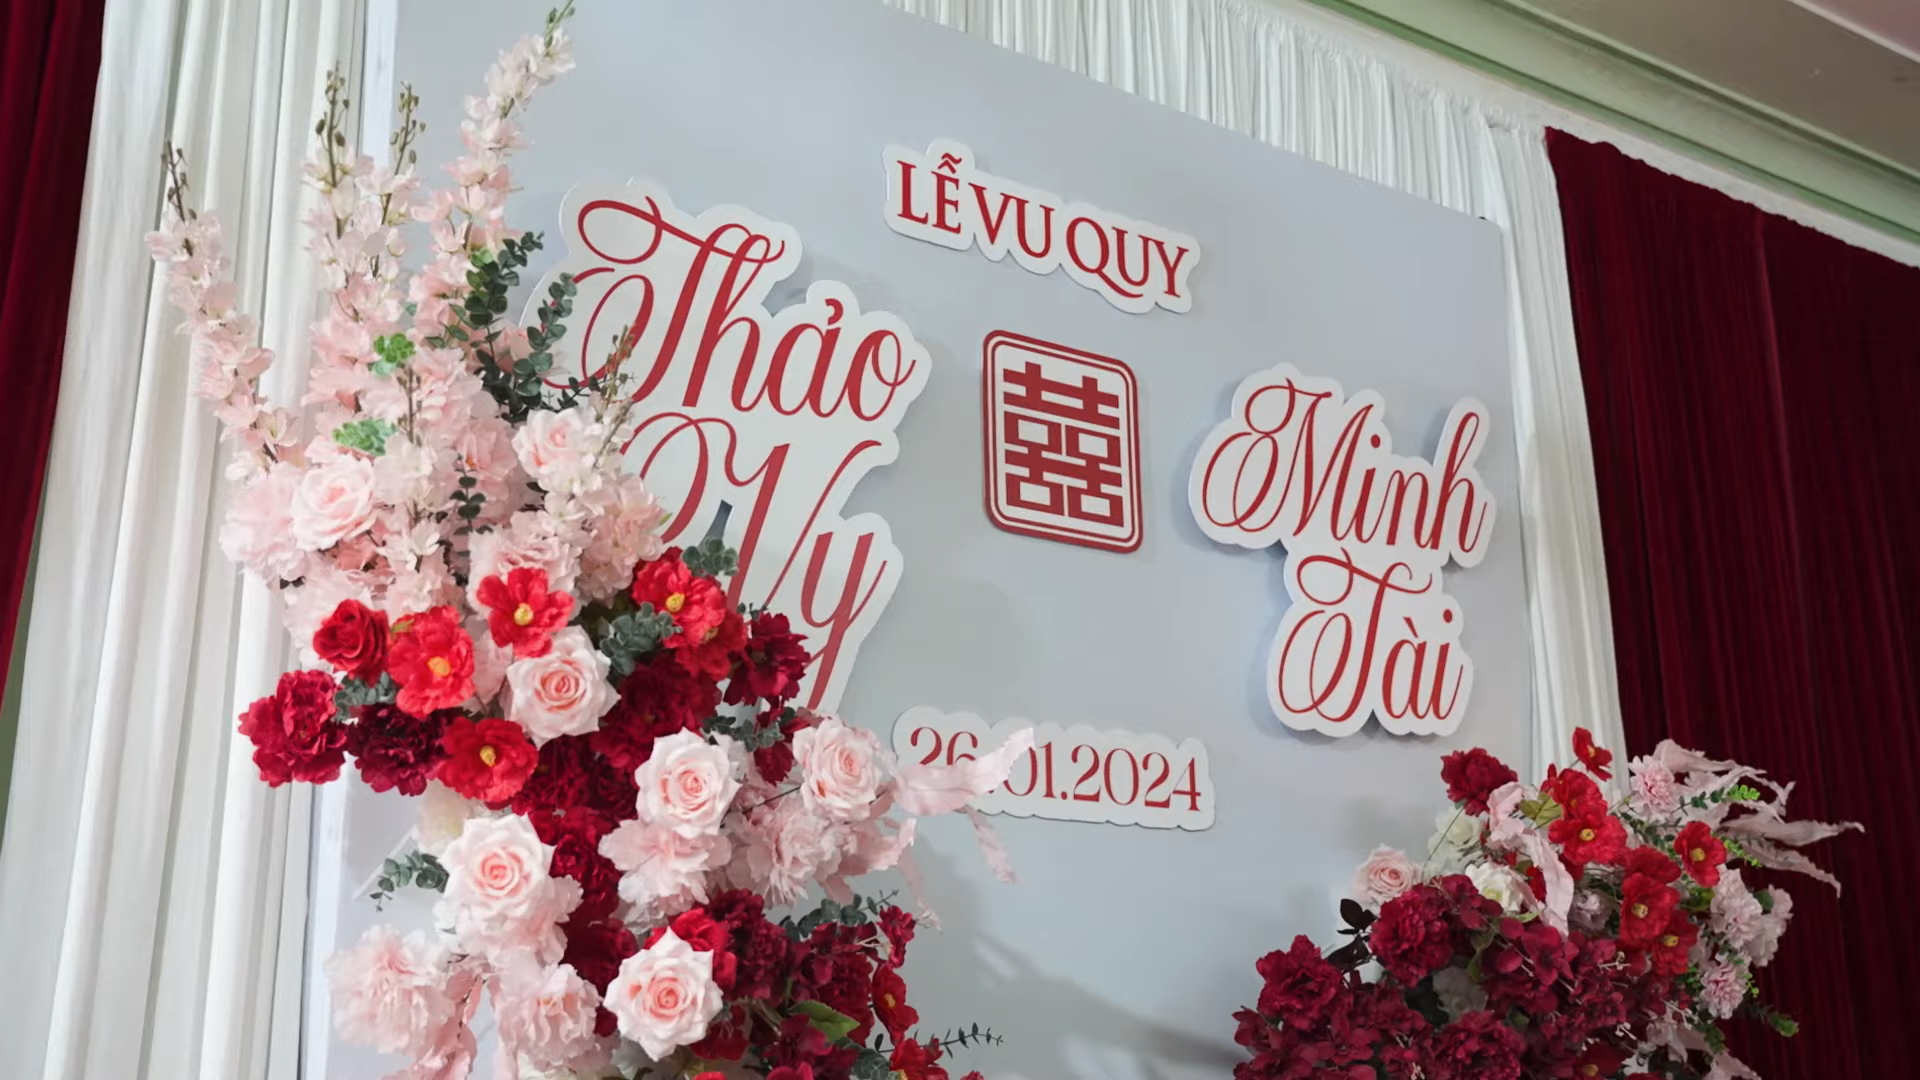 LỄ VU QUY
Thảo
Vy
囍
Minh
Tài
26.01.2024